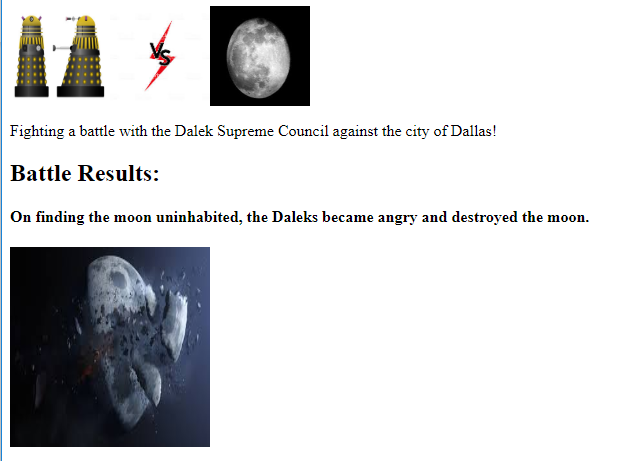 VS
Fighting a battle with the Dalek Supreme Council against the city of Dallas!
Battle Results:
On finding the moon uninhabited, the Daleks became angry and destroyed the moon.